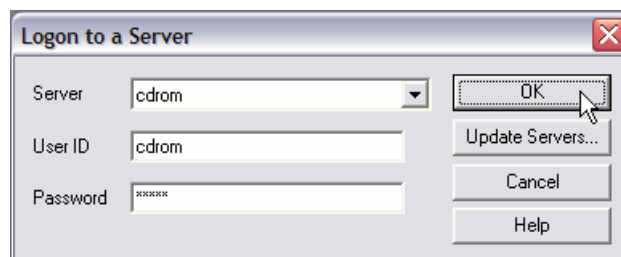 Logon to a Server
Server cdrom OK
User ID cdrom Update Servers...
Password ***** Cancel
Help